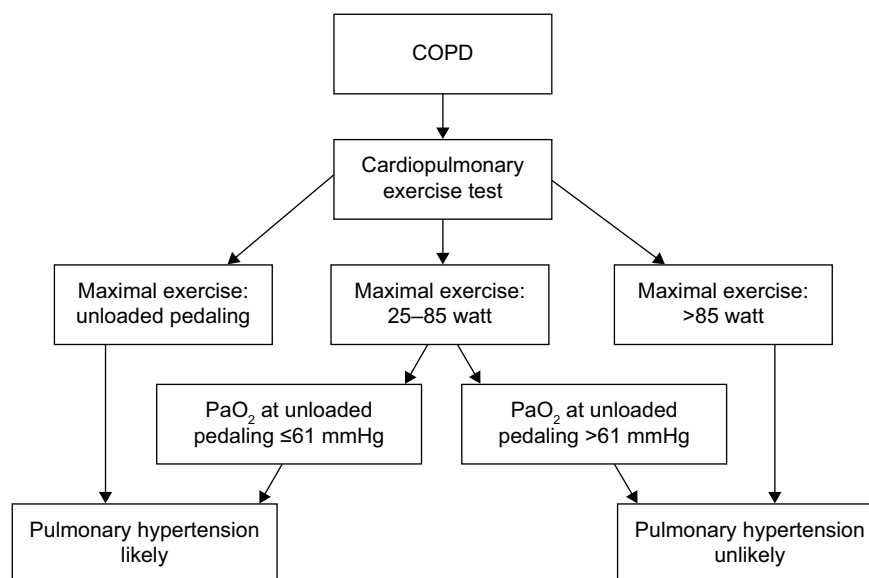 COPD
Cardiopulmonary
exercise test
Maximal exercise:
unloaded pedaling
Maximal exercise:
25–85 watt
Maximal exercise:
>85 watt
PaO₂ at unloaded
pedaling ≤61 mmHg
PaO₂ at unloaded
pedaling >61 mmHg
Pulmonary hypertension
likely
Pulmonary hypertension
unlikely